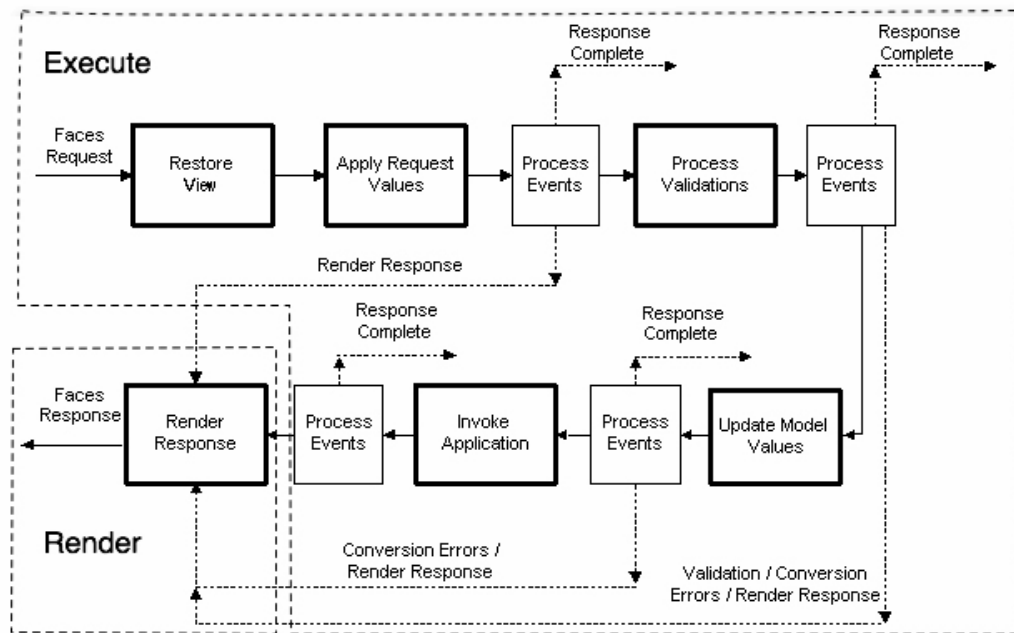 Execute
Response
Complete
Response
Complete
Faces
Request
Restore
View
Apply Request
Values
Process
Events
Process
Validations
Process
Events
Render Response
Response
Complete
Response
Complete
Faces
Response
Render
Response
Process
Events
Invoke
Application
Process
Events
Update Model
Values
Render
Conversion Errors /
Render Response
Validation / Conversion
Errors / Render Response